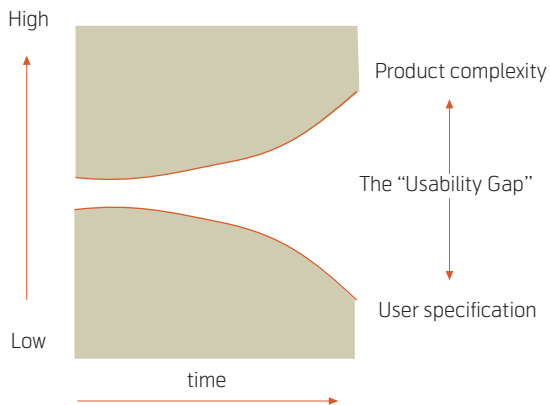 High
Product complexity
The “Usability Gap”
User specification
Low
time